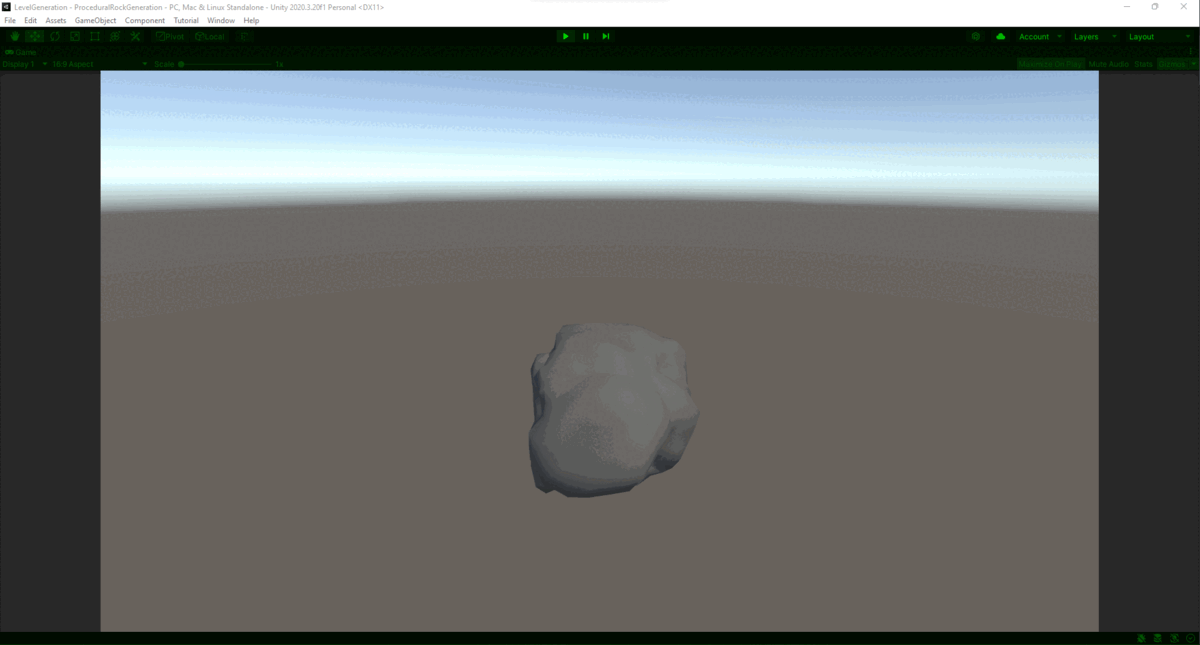 LevelGeneration - ProceduralRockGeneration - PC, Mac & Linux Standalone - Unity 2020.3.20f1 Personal <DX11>
File Edit Assets GameObject Component Tutorial Window Help
Pivot Local Account Layers Layout
Game
Display 1 16:9 Aspect Scale 1x Maximize On Play Mute Audio Stats Gizmos